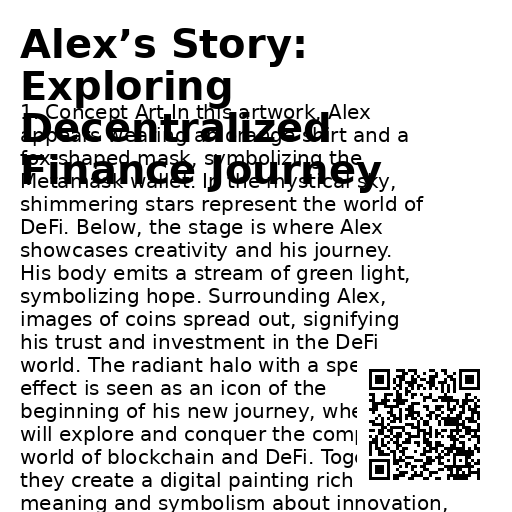 Alex’s Story:
Exploring
Decentralized
Finance Journey
1. Concept Art In this artwork, Alex
appears wearing an orange shirt and a
fox-shaped mask, symbolizing the
Metamask wallet. In the mystical sky,
shimmering stars represent the world of
DeFi. Below, the stage is where Alex
showcases creativity and his journey.
His body emits a stream of green light,
symbolizing hope. Surrounding Alex,
images of coins spread out, signifying
his trust and investment in the DeFi
world. The radiant halo with a spe
effect is seen as an icon of the
beginning of his new journey, whe
will explore and conquer the comp
world of blockchain and DeFi. Toge
they create a digital painting rich
meaning and symbolism about innovation,